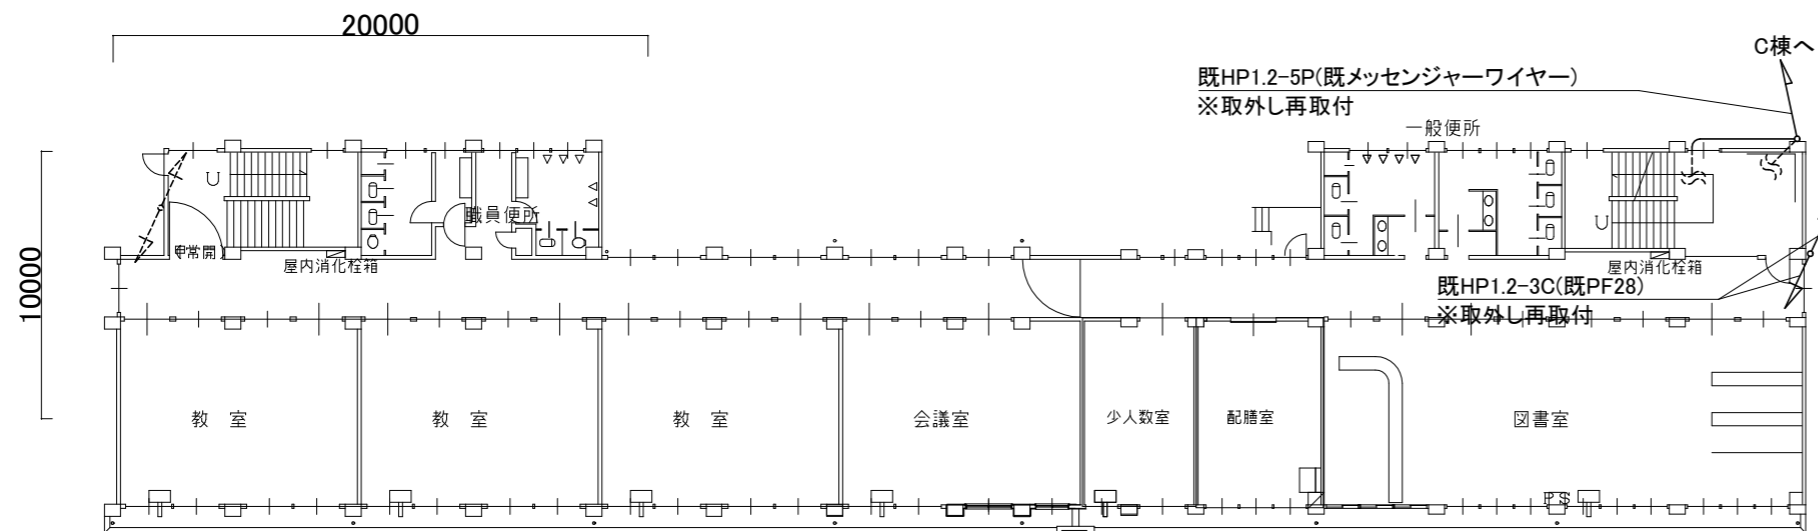 20000
C棟へ
既HP1.2-5P(既メッセンジャーワイヤー)
※取外し再取付
一般便所
職員便所
常開
屋内消化栓箱
屋内消化栓箱
10000
既HP1.2-3C(既PF28)
※取外し再取付
教 室
教 室
教 室
会議室
少人数室
配膳室
図書室
PS